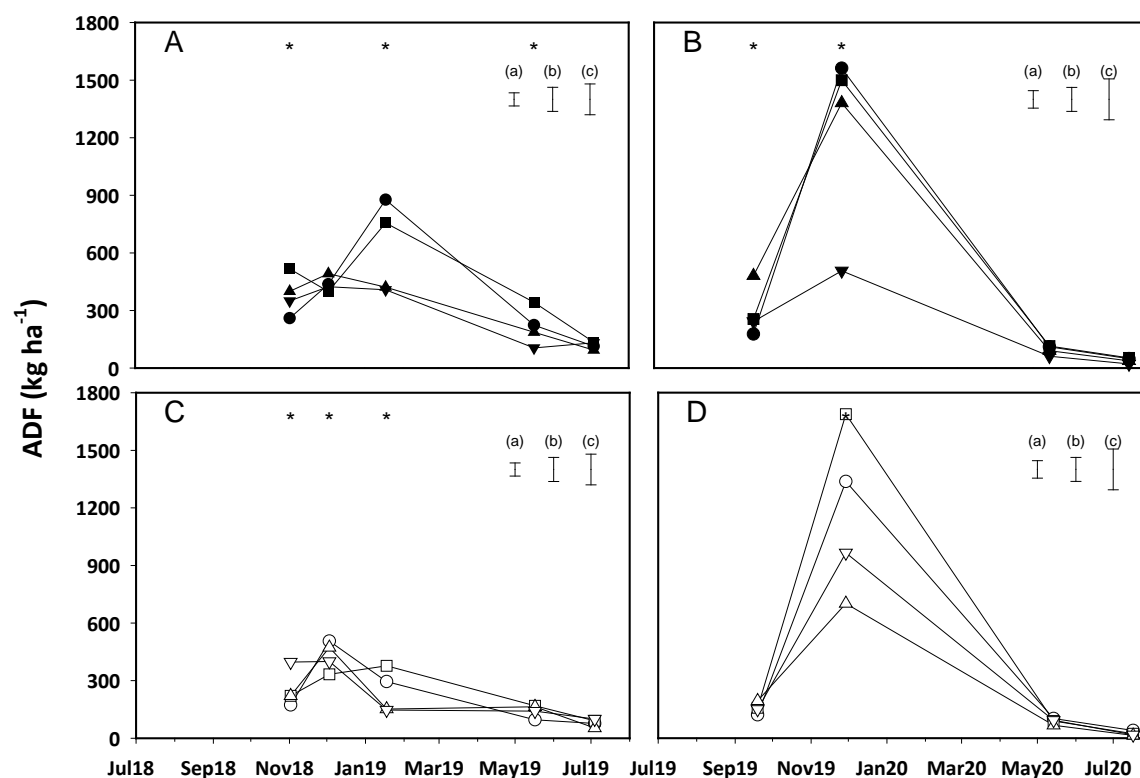 ADF (kg ha⁻¹)
A
* * *
(a) (b) (c)
1800
1500
1200
900
600
300
0
B
* *
(a) (b) (c)
C
* * *
(a) (b) (c)
1800
1500
1200
900
600
300
0
D
*
(a) (b) (c)
Jul18 Sep18 Nov18 Jan19 Mar19 May19 Jul19
Jul19 Sep19 Nov19 Jan20 Mar20 May20 Jul20